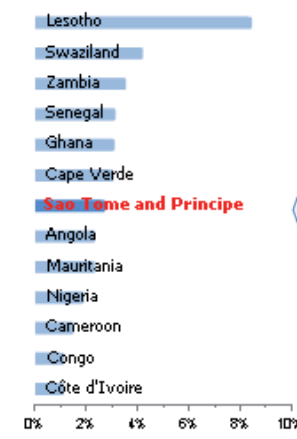 Lesotho
Swaziland
Zambia
Senegal
Ghana
Cape Verde
Sao Tome and Principe
Angola
Mauritania
Nigeria
Cameroon
Congo
Côte d'Ivoire
0% 2% 4% 6% 8% 10%